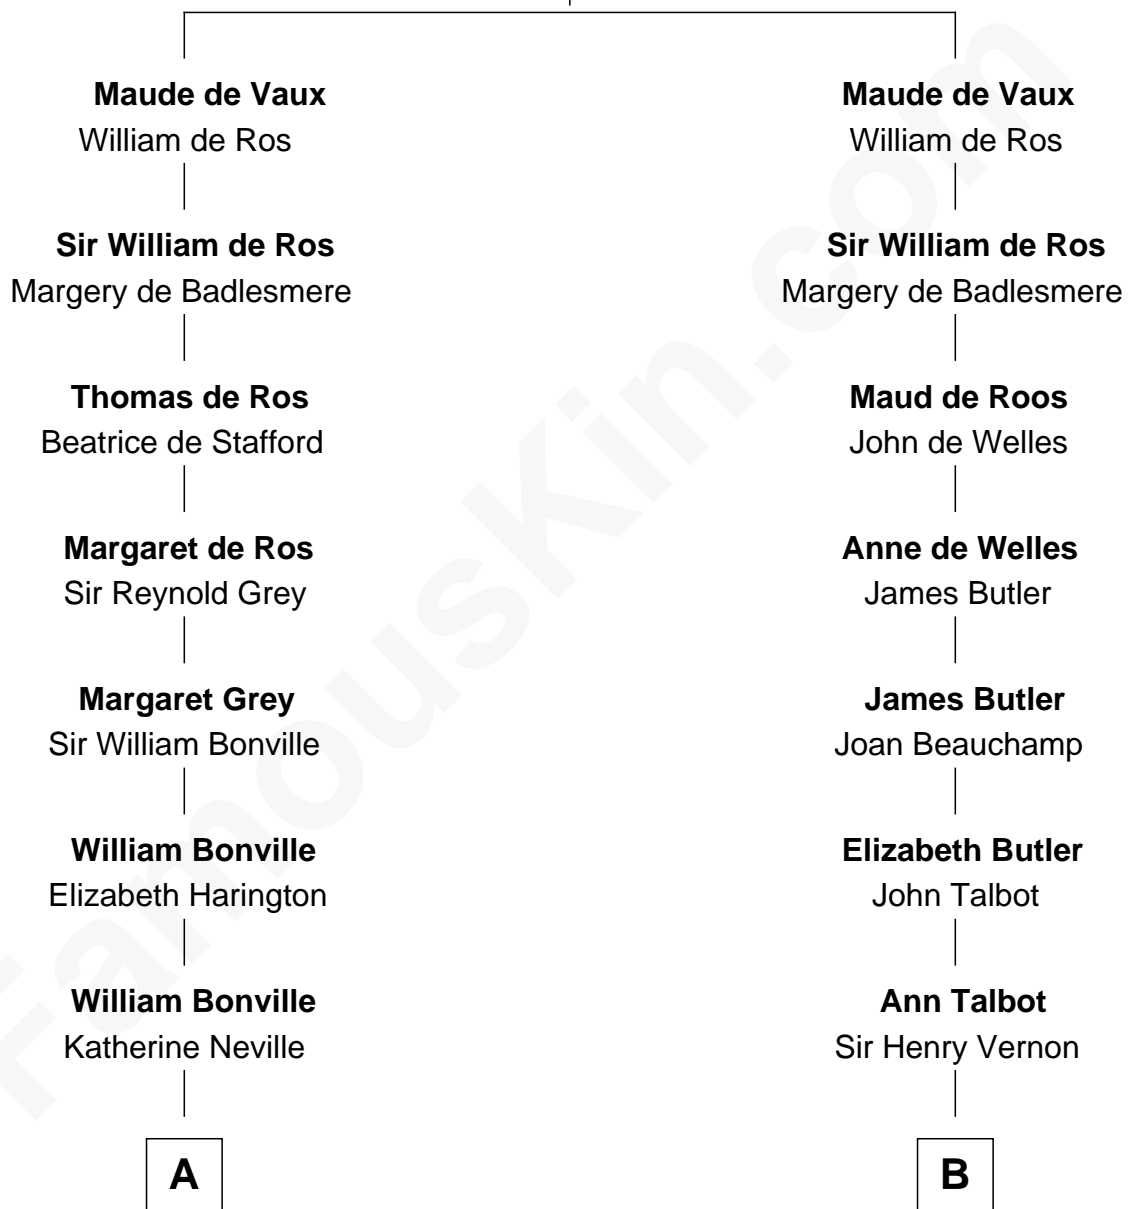 Maude de Vaux
William de Ros
Sir William de Ros
Margery de Badlesmere
Thomas de Ros
Beatrice de Stafford
Margaret de Ros
Sir Reynold Grey
Margaret Grey
Sir William Bonville
William Bonville
Elizabeth Harington
William Bonville
Katherine Neville
A
Maude de Vaux
William de Ros
Sir William de Ros
Margery de Badlesmere
Maud de Roos
John de Welles
Anne de Welles
James Butler
James Butler
Joan Beauchamp
Elizabeth Butler
John Talbot
Ann Talbot
Sir Henry Vernon
B
FamousKin.com